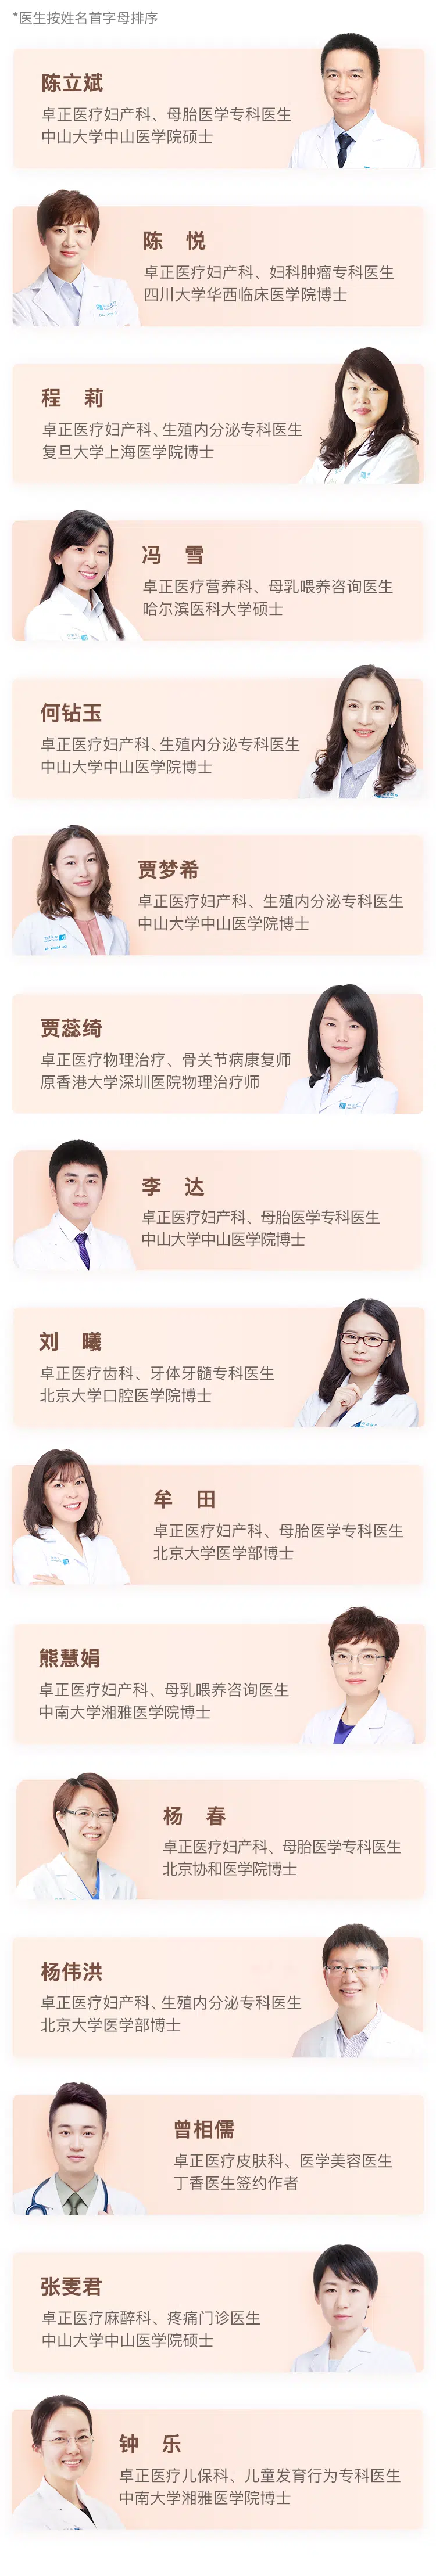 *医生按姓名首字母排序
陈立斌
卓正医疗妇产科、母胎医学专科医生
中山大学中山医学院硕士
陈 悦
卓正医疗妇产科、妇科肿瘤专科医生
四川大学华西临床医学院博士
程 莉
卓正医疗妇产科、生殖内分泌专科医生
复旦大学上海医学院博士
冯 雪
卓正医疗营养科、母乳喂养咨询医生
哈尔滨医科大学硕士
何钻玉
卓正医疗妇产科、生殖内分泌专科医生
中山大学中山医学院博士
贾梦希
卓正医疗妇产科、生殖内分泌专科医生
中山大学中山医学院博士
贾蕊绮
卓正医疗物理治疗、骨关节病康复师
原香港大学深圳医院物理治疗师
李 达
卓正医疗妇产科、母胎医学专科医生
中山大学中山医学院博士
刘 曦
卓正医疗齿科、牙体牙髓专科医生
北京大学口腔医学院博士
牟 田
卓正医疗妇产科、母胎医学专科医生
北京大学医学部博士
熊慧娟
卓正医疗妇产科、母乳喂养咨询医生
中南大学湘雅医学院博士
杨 春
卓正医疗妇产科、母胎医学专科医生
北京协和医学院博士
杨伟洪
卓正医疗妇产科、生殖内分泌专科医生
北京大学医学部博士
曾相儒
卓正医疗皮肤科、医学美容医生
丁香医生签约作者
张雯君
卓正医疗麻醉科、疼痛门诊医生
中山大学中山医学院硕士
钟 乐
卓正医疗儿保科、儿童发育行为专科医生
中南大学湘雅医学院博士